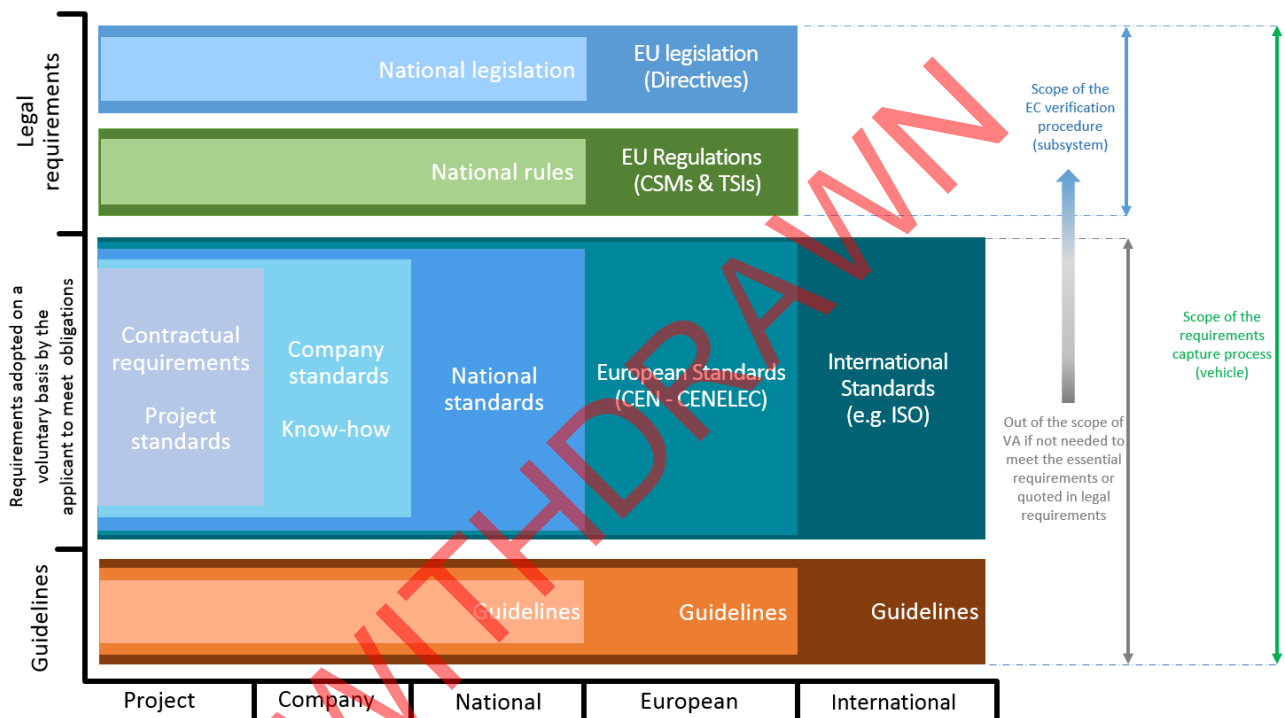 Legal
requirements
National legislation
EU legislation
(Directives)
National rules
EU Regulations
(CSMs & TSIs)
Scope of the
EC verification
procedure
(subsystem)
Requirements adopted on a
voluntary basis by the
applicant to meet obligations
Contractual
requirements
Project
standards
Company
standards
Know-how
National
standards
European Standards
(CEN - CENELEC)
International
Standards
(e.g. ISO)
Out of the scope of
VA if not needed to
meet the essential
requirements or
quoted in legal
requirements
Scope of the
requirements
capture process
(vehicle)
Guidelines
Guidelines
Guidelines
Guidelines
Project
Company
National
European
International
WITHDRAWN